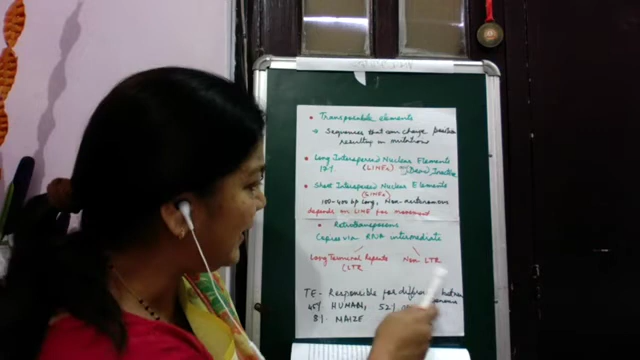 Transposable elements
→ Sequences that can change position
resulting in mutation
Long Interspersed Nuclear Elements
17% (LINEs)
Short Interspersed Nuclear Elements
(SINEs)
100-400 bp long, Non-autonomous
depends on LINE for movement
Retrotransposons
Copies via RNA intermediate
Long Terminal Repeats Non LTR
(LTR
TE- Responsible for
45% HUMAN, 52%
MAIZE